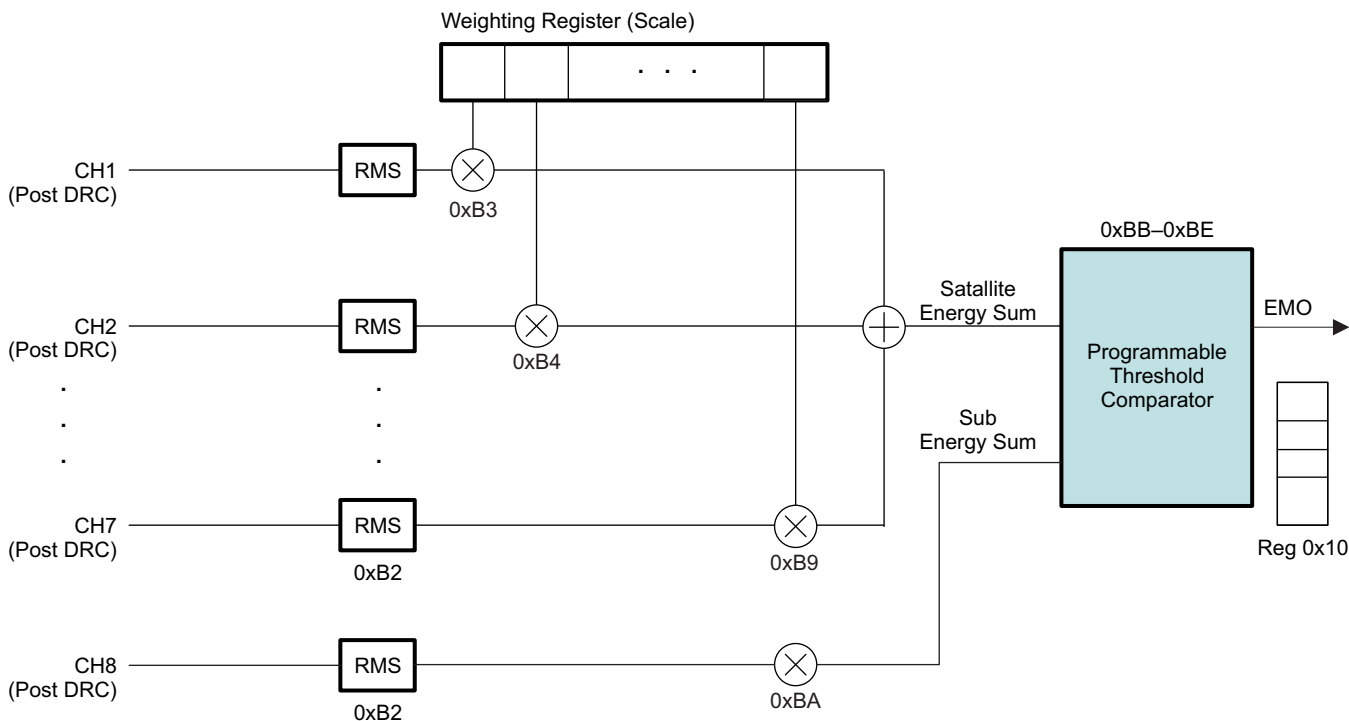 Weighting Register (Scale)
. . .
CH1
(Post DRC)
RMS
0xB3
CH2
(Post DRC)
RMS
0xB4
.
.
.
.
.
.
CH7
(Post DRC)
RMS
0xB2
0xB9
CH8
(Post DRC)
RMS
0xB2
0xBA
Satallite
Energy Sum
Sub
Energy Sum
0xBB–0xBE
Programmable
Threshold
Comparator
EMO
Reg 0x10